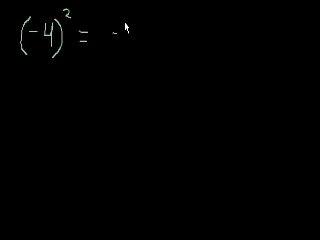 (-4)² = -